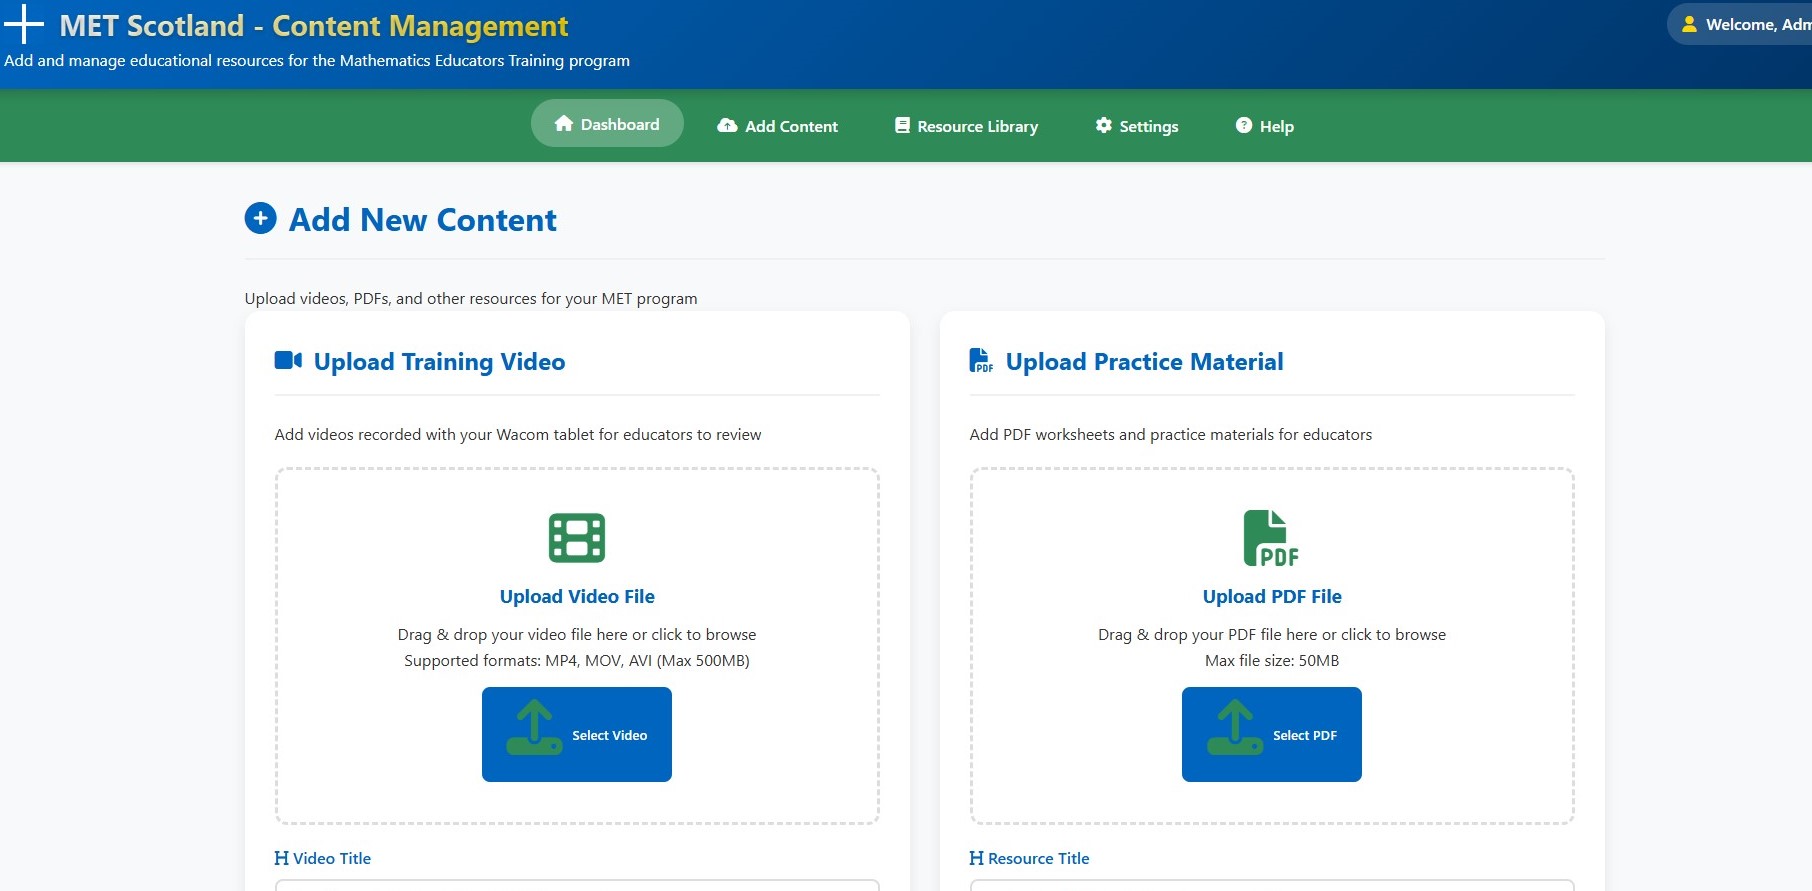 MET Scotland - Content Management
Welcome, Adm
Add and manage educational resources for the Mathematics Educators Training program
Dashboard
Add Content
Resource Library
Settings
Help
Add New Content
Upload videos, PDFs, and other resources for your MET program
Upload Training Video
Add videos recorded with your Wacom tablet for educators to review
Upload Video File
Drag & drop your video file here or click to browse
Supported formats: MP4, MOV, AVI (Max 500MB)
Select Video
Video Title
PDF
Upload Practice Material
Add PDF worksheets and practice materials for educators
PDF
Upload PDF File
Drag & drop your PDF file here or click to browse
Max file size: 50MB
Select PDF
Resource Title